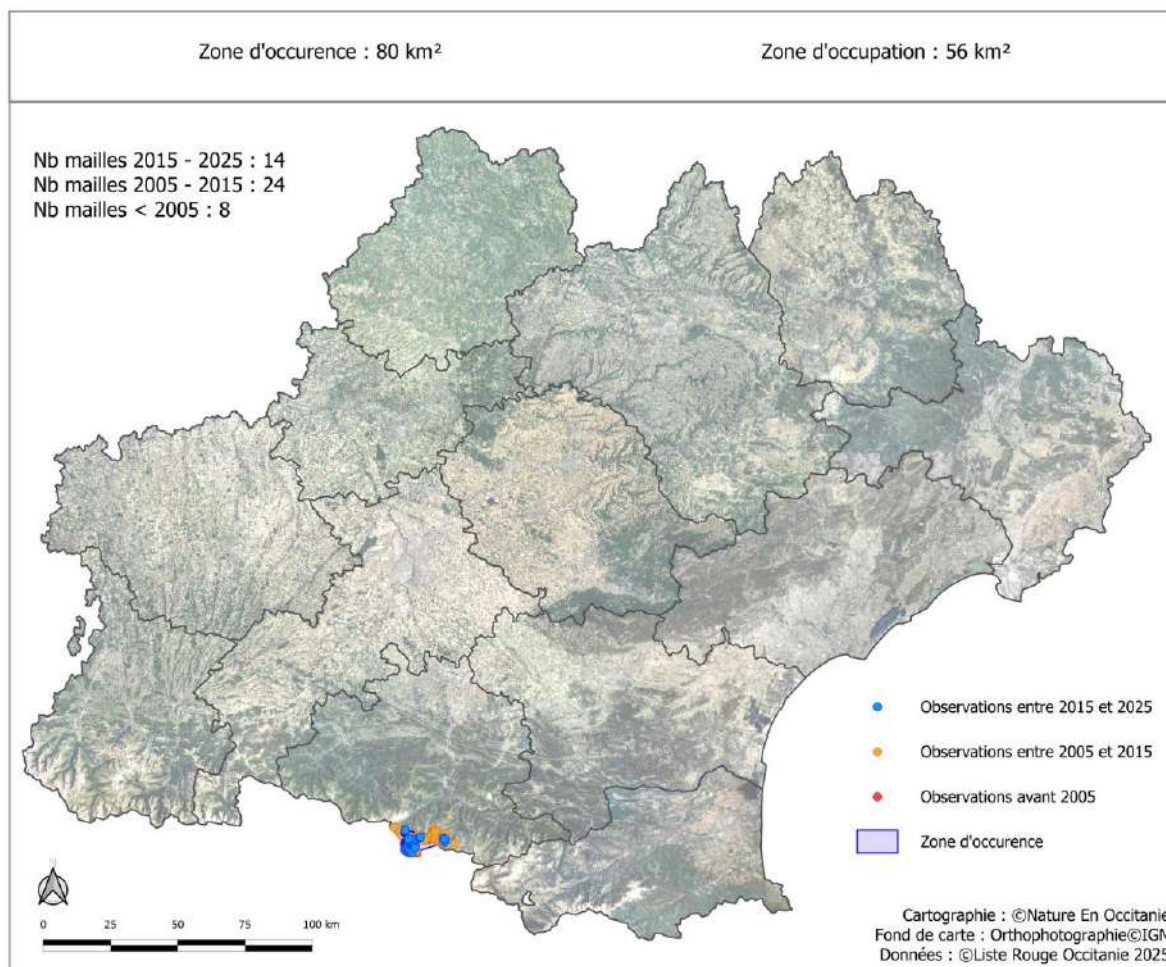 Zone d'occurence : 80 km²
Zone d'occupation : 56 km²
Nb mailles 2015 - 2025 : 14
Nb mailles 2005 - 2015 : 24
Nb mailles < 2005 : 8
Observations entre 2015 et 2025
Observations entre 2005 et 2015
Observations avant 2005
Zone d'occurence
N
0 25 50 75 100 km
Cartographie : ©Nature En Occitanie
Fond de carte : Orthophotographie©IGN
Données : ©Liste Rouge Occitanie 2025